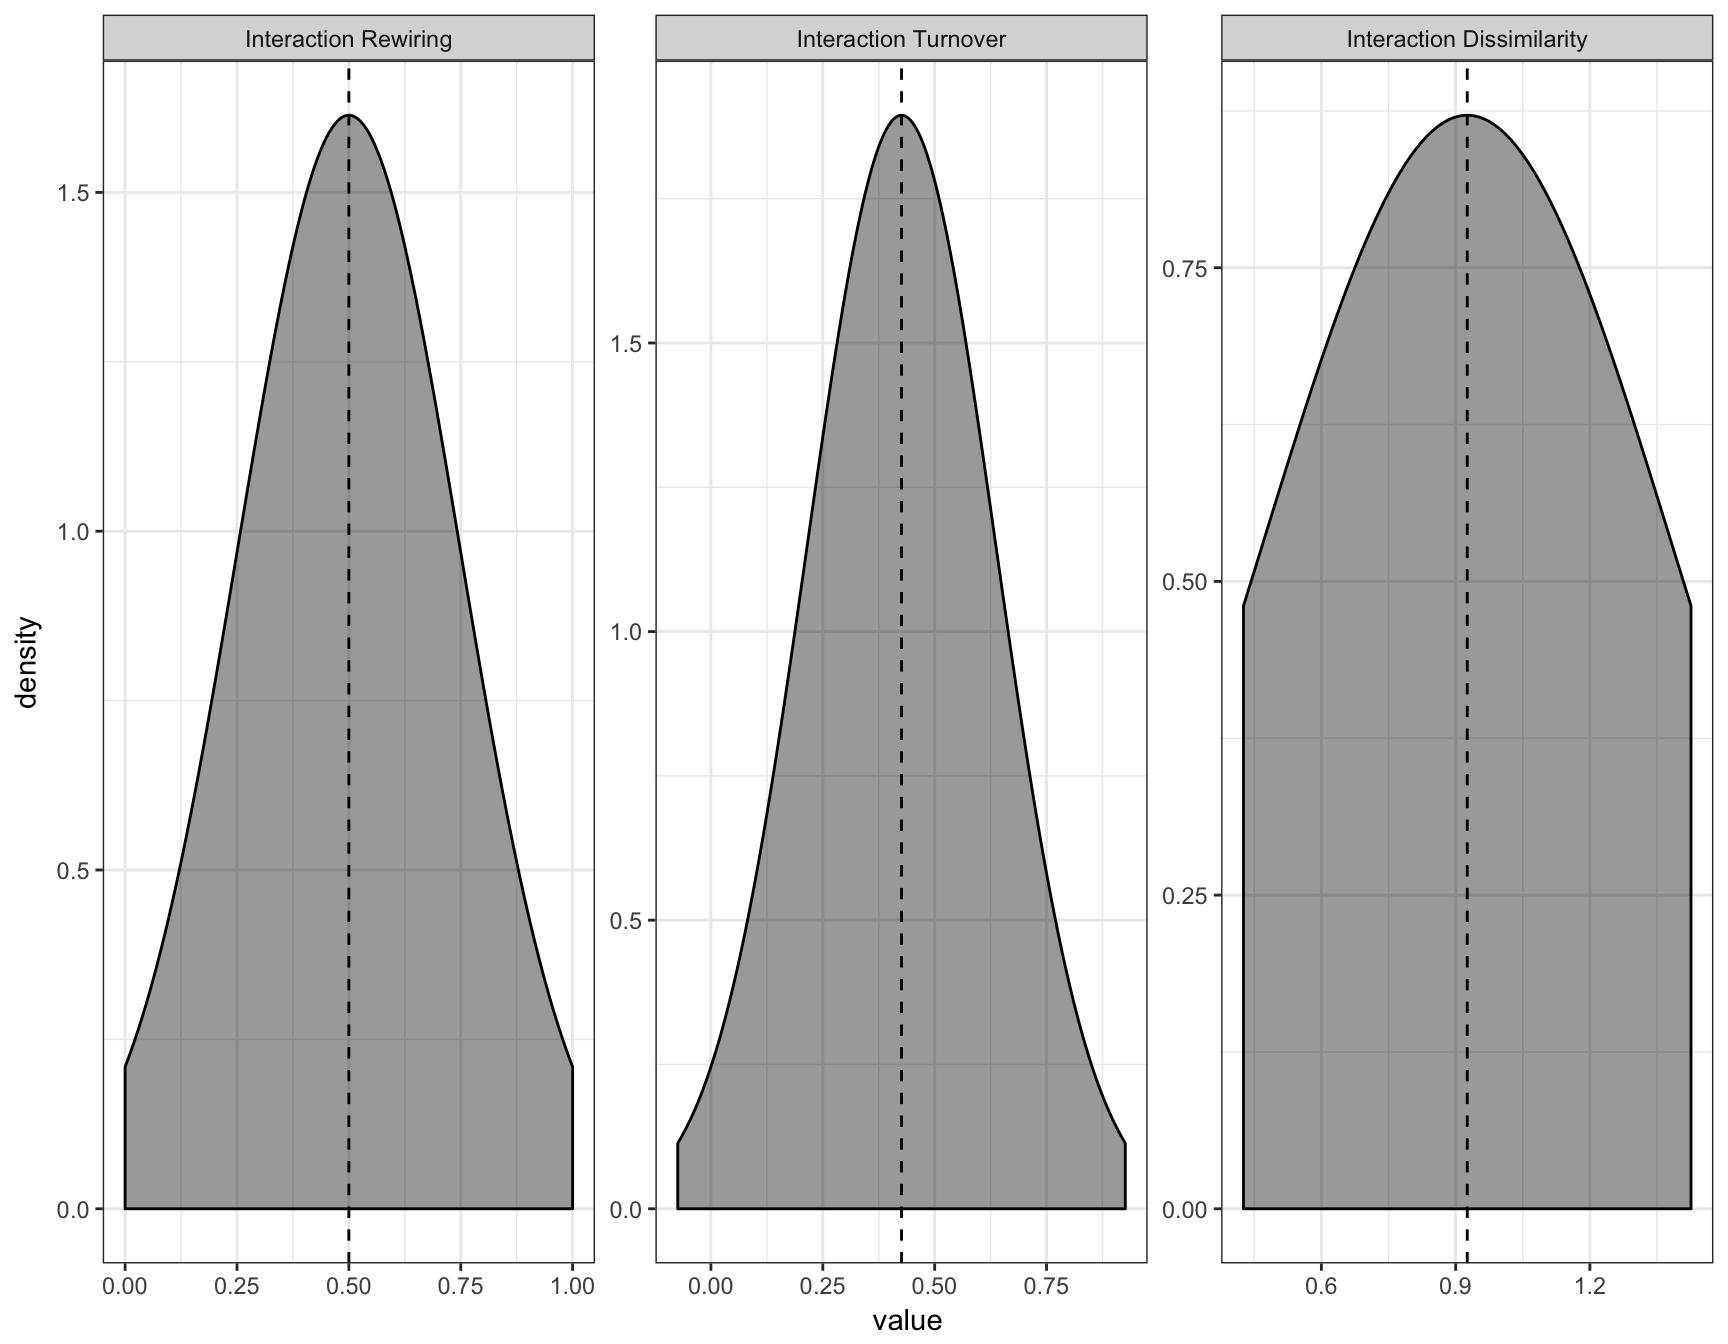 Interaction Rewiring
Interaction Turnover
Interaction Dissimilarity
density
1.5
1.0
0.5
0.0
1.5
1.0
0.5
0.0
0.75
0.50
0.25
0.00
0.00 0.25 0.50 0.75 1.00
0.00 0.25 0.50 0.75
0.6 0.9 1.2
value